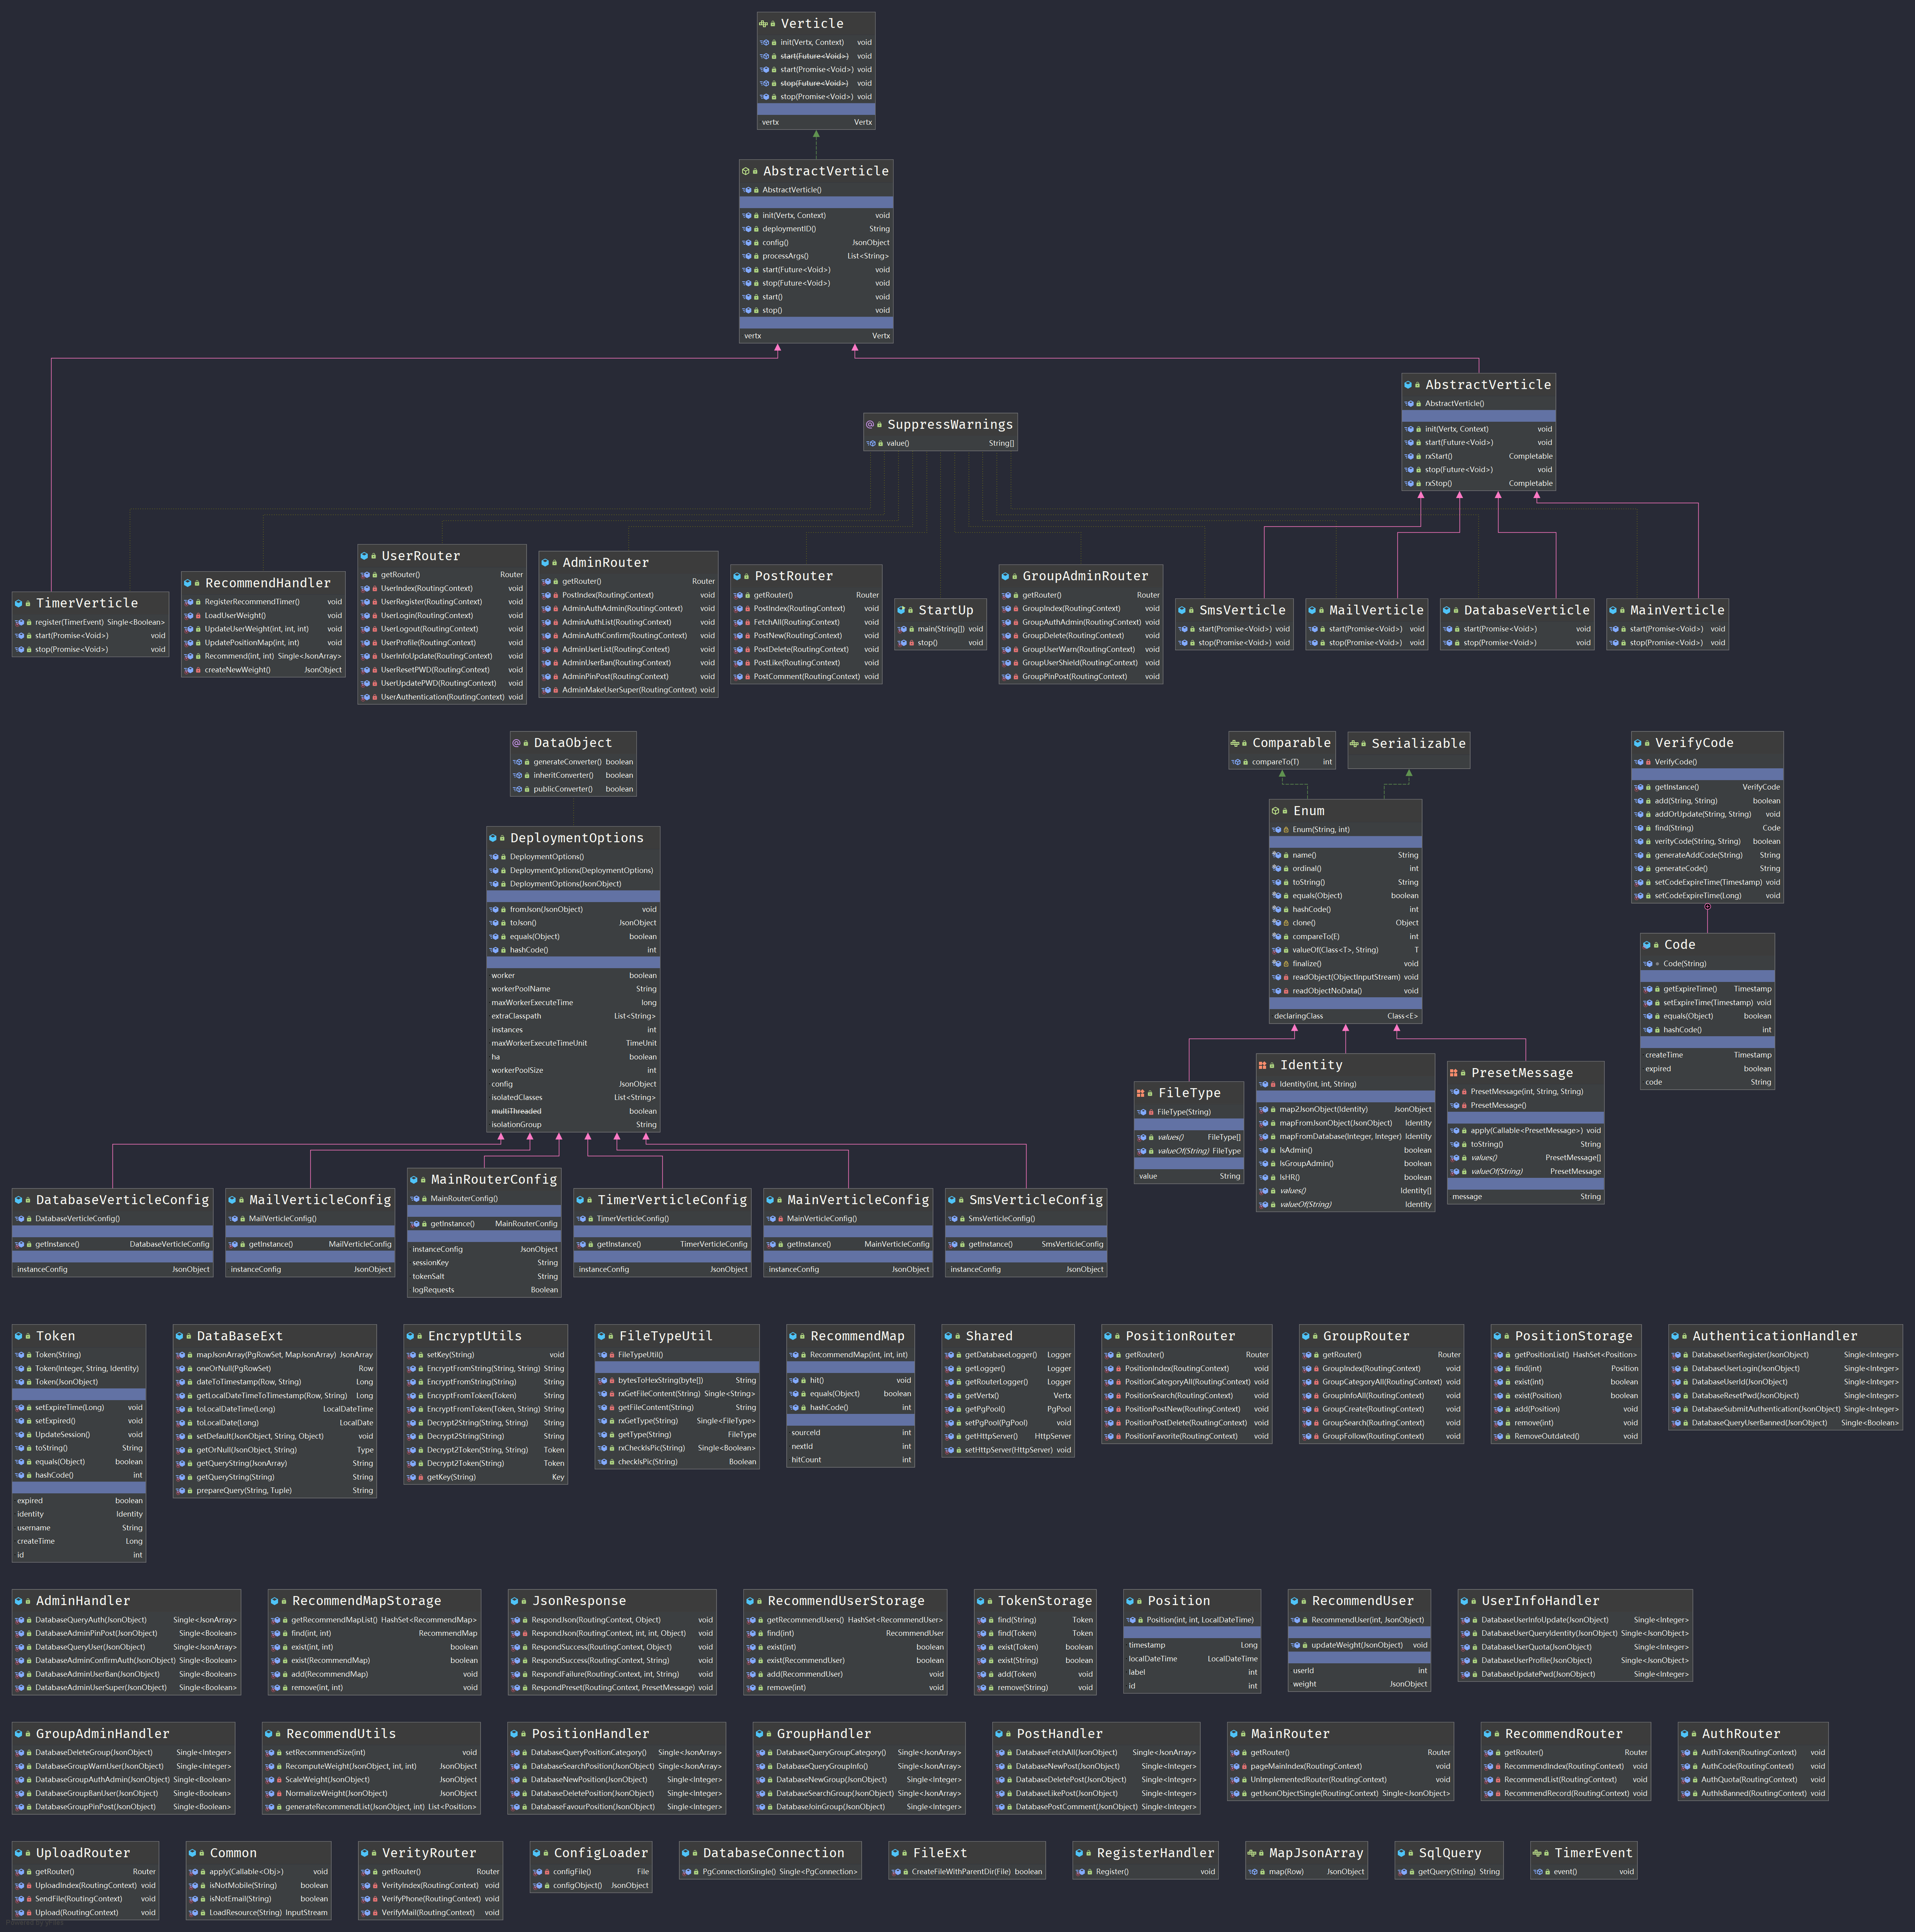 Verticle
init(Vertx, Context) void
start(Future<Void>) void
start(Promise<Void>) void
stop(Future<Void>) void
stop(Promise<Void>) void
vertx Vertx
AbstractVerticle
AbstractVerticle()
init(Vertx, Context) void
deploymentID() String
config() JsonObject
processArgs() List<String>
start(Future<Void>) void
stop(Future<Void>) void
start() void
stop() void
vertx Vertx
AbstractVerticle
AbstractVerticle()
init(Vertx, Context) void
start(Future<Void>) void
rxStart() Completable
stop(Future<Void>) void
rxStop() Completable
SuppressWarnings
value() String[]
TimerVerticle
register(TimerEvent) Single<Boolean>
start(Promise<Void>) void
stop(Promise<Void>) void
RecommendHandler
RegisterRecommendTimer() void
LoadUserWeight() void
UpdateUserWeight(int, int, int) void
UpdatePositionMap(int, int) void
Recommend(int, int) Single<JsonArray>
createNewWeight() JsonObject
UserRouter
getRouter() Router
UserIndex(RoutingContext) void
UserRegister(RoutingContext) void
UserLogin(RoutingContext) void
UserLogout(RoutingContext) void
UserProfile(RoutingContext) void
UserInfoUpdate(RoutingContext) void
UserResetPWD(RoutingContext) void
UserUpdatePWD(RoutingContext) void
UserAuthentication(RoutingContext) void
AdminRouter
getRouter() Router
PostIndex(RoutingContext) void
AdminAuthAdmin(RoutingContext) void
AdminAuthList(RoutingContext) void
AdminAuthConfirm(RoutingContext) void
AdminUserList(RoutingContext) void
AdminUserBan(RoutingContext) void
AdminPinPost(RoutingContext) void
AdminMakeUserSuper(RoutingContext) void
PostRouter
getRouter() Router
PostIndex(RoutingContext) void
FetchAll(RoutingContext) void
PostNew(RoutingContext) void
PostDelete(RoutingContext) void
PostLike(RoutingContext) void
PostComment(RoutingContext) void
StartUp
main(String[]) void
stop() void
GroupAdminRouter
getRouter() Router
GroupIndex(RoutingContext) void
GroupAuthAdmin(RoutingContext) void
GroupDelete(RoutingContext) void
GroupUserWarn(RoutingContext) void
GroupUserShield(RoutingContext) void
GroupPinPost(RoutingContext) void
SmsVerticle
start(Promise<Void>) void
stop(Promise<Void>) void
MailVerticle
start(Promise<Void>) void
stop(Promise<Void>) void
DatabaseVerticle
start(Promise<Void>) void
stop(Promise<Void>) void
MainVerticle
start(Promise<Void>) void
stop(Promise<Void>) void
DataObject
generateConverter() boolean
inheritConverter() boolean
publicConverter() boolean
DeploymentOptions
DeploymentOptions()
DeploymentOptions(DeploymentOptions)
DeploymentOptions(JsonObject)
fromJson(JsonObject) void
toJson() JsonObject
equals(Object) boolean
hashCode() int
worker boolean
workerPoolName String
maxWorkerExecuteTime long
extraClasspath List<String>
instances int
maxWorkerExecuteTimeUnit TimeUnit
ha boolean
workerPoolSize int
config JsonObject
isolatedClasses List<String>
multiThreaded boolean
isolationGroup String
Comparable
compareTo(T) int
Serializable
Enum
Enum(String, int)
name() String
ordinal() int
toString() String
equals(Object) boolean
hashCode() int
clone() Object
compareTo(E) int
valueOf(Class<T>, String) T
finalize() void
readObject(ObjectInputStream) void
readObjectNoData() void
declaringClass Class<E>
VerifyCode
VerifyCode()
getInstance() VerifyCode
add(String, String) boolean
addOrUpdate(String, String) void
find(String) Code
verityCode(String, String) boolean
generateAddCode(String) String
generateCode() String
setCodeExpireTime(Timestamp) void
setCodeExpireTime(Long) void
Code
Code(String)
getExpireTime() Timestamp
setExpireTime(Timestamp) void
equals(Object) boolean
hashCode() int
createTime Timestamp
expired boolean
code String
FileType
FileType(String)
values() FileType[]
valueOf(String) FileType
value String
Identity
Identity(int, int, String)
map2JsonObject(Identity) JsonObject
mapFromJsonObject(JsonObject) Identity
mapFromDatabase(Integer, Integer) Identity
IsAdmin() boolean
IsGroupAdmin() boolean
IsHR() boolean
values() Identity[]
valueOf(String) Identity
PresetMessage
PresetMessage(int, String, String)
PresetMessage()
apply(Callable<PresetMessage>) void
toString() String
values() PresetMessage[]
valueOf(String) PresetMessage
message String
DatabaseVerticleConfig
DatabaseVerticleConfig()
getInstance() DatabaseVerticleConfig
instanceConfig JsonObject
MailVerticleConfig
MailVerticleConfig()
getInstance() MailVerticleConfig
instanceConfig JsonObject
MainRouterConfig
MainRouterConfig()
getInstance() MainRouterConfig
instanceConfig JsonObject
sessionKey String
tokenSalt String
logRequests Boolean
TimerVerticleConfig
TimerVerticleConfig()
getInstance() TimerVerticleConfig
instanceConfig JsonObject
MainVerticleConfig
MainVerticleConfig()
getInstance() MainVerticleConfig
instanceConfig JsonObject
SmsVerticleConfig
SmsVerticleConfig()
getInstance() SmsVerticleConfig
instanceConfig JsonObject
Token
Token(String)
Token(Integer, String, Identity)
Token(JsonObject)
setExpireTime(Long) void
setExpired() void
UpdateSession() void
toString() String
equals(Object) boolean
hashCode() int
expired boolean
identity Identity
username String
createTime Long
id int
DataBaseExt
mapJsonArray(PgRowSet, MapJsonArray) JsonArray
oneOrNull(PgRowSet) Row
dateToTimestamp(Row, String) Long
getLocalDateTimeToTimestamp(Row, String) Long
toLocalDateTime(Long) LocalDateTime
toLocalDate(Long) LocalDate
setDefault(JsonObject, String, Object) void
getOrNull(JsonObject, String) Type
getQueryString(JsonArray) String
getQueryString(String) String
prepareQuery(String, Tuple) String
EncryptUtils
setKey(String) void
EncryptFromString(String, String) String
EncryptFromString(String) String
EncryptFromToken(Token) String
EncryptFromToken(Token, String) String
Decrypt2String(String, String) String
Decrypt2String(String) String
Decrypt2Token(String, String) Token
Decrypt2Token(String) Token
getKey(String) Key
FileTypeUtil
FileTypeUtil()
bytesToHexString(byte[]) String
rxGetFileContent(String) Single<String>
getFileContent(String) String
rxGetType(String) Single<FileType>
getType(String) FileType
rxCheckIsPic(String) Single<Boolean>
checkIsPic(String) Boolean
RecommendMap
RecommendMap(int, int, int)
hit() void
equals(Object) boolean
hashCode() int
sourceId int
nextId int
hitCount int
Shared
getDatabaseLogger() Logger
getLogger() Logger
getRouterLogger() Logger
getVertx() Vertx
getPgPool() PgPool
setPgPool(PgPool) void
getHttpServer() HttpServer
setHttpServer(HttpServer) void
PositionRouter
getRouter() Router
PositionIndex(RoutingContext) void
PositionCategoryAll(RoutingContext) void
PositionSearch(RoutingContext) void
PositionPostNew(RoutingContext) void
PositionPostDelete(RoutingContext) void
PositionFavorite(RoutingContext) void
GroupRouter
getRouter() Router
GroupIndex(RoutingContext) void
GroupCategoryAll(RoutingContext) void
GroupInfoAll(RoutingContext) void
GroupCreate(RoutingContext) void
GroupSearch(RoutingContext) void
GroupFollow(RoutingContext) void
PositionStorage
getPositionList() HashSet<Position>
find(int) Position
exist(int) boolean
exist(Position) boolean
add(Position) void
remove(int) void
RemoveOutdated() void
AuthenticationHandler
DatabaseUserRegister(JsonObject) Single<Integer>
DatabaseUserLogin(JsonObject) Single<Integer>
DatabaseUserId(JsonObject) Single<Integer>
DatabaseResetPwd(JsonObject) Single<Integer>
DatabaseSubmitAuthentication(JsonObject) Single<Integer>
DatabaseQueryUserBanned(JsonObject) Single<Boolean>
AdminHandler
DatabaseQueryAuth(JsonObject) Single<JsonArray>
DatabaseAdminPinPost(JsonObject) Single<Boolean>
DatabaseQueryUser(JsonObject) Single<JsonArray>
DatabaseAdminConfirmAuth(JsonObject) Single<Boolean>
DatabaseAdminUserBan(JsonObject) Single<Boolean>
DatabaseAdminUserSuper(JsonObject) Single<Boolean>
RecommendMapStorage
getRecommendMapList() HashSet<RecommendMap>
find(int, int) RecommendMap
exist(int, int) boolean
exist(RecommendMap) boolean
add(RecommendMap) void
remove(int, int) void
JsonResponse
RespondJson(RoutingContext, Object) void
RespondJson(RoutingContext, int, int, Object) void
RespondSuccess(RoutingContext, Object) void
RespondSuccess(RoutingContext, String) void
RespondFailure(RoutingContext, int, String) void
RespondPreset(RoutingContext, PresetMessage) void
RecommendUserStorage
getRecommendUsers() HashSet<RecommendUser>
find(int) RecommendUser
exist(int) boolean
exist(RecommendUser) boolean
add(RecommendUser) void
remove(int) void
TokenStorage
find(String) Token
find(Token) Token
exist(Token) boolean
exist(String) boolean
add(Token) void
remove(String) void
Position
Position(int, int, LocalDateTime)
timestamp Long
localDateTime LocalDateTime
label int
id int
RecommendUser
RecommendUser(int, JsonObject)
updateWeight(JsonObject) void
userId int
weight JsonObject
UserInfoHandler
DatabaseUserInfoUpdate(JsonObject) Single<Integer>
DatabaseUserQueryIdentity(JsonObject) Single<JsonObject>
DatabaseUserQuota(JsonObject) Single<Integer>
DatabaseUserProfile(JsonObject) Single<JsonObject>
DatabaseUpdatePwd(JsonObject) Single<Integer>
GroupAdminHandler
DatabaseDeleteGroup(JsonObject) Single<Integer>
DatabaseGroupWarnUser(JsonObject) Single<Integer>
DatabaseGroupAuthAdmin(JsonObject) Single<Boolean>
DatabaseGroupBanUser(JsonObject) Single<Boolean>
DatabaseGroupPinPost(JsonObject) Single<Boolean>
RecommendUtils
setRecommendSize(int) void
RecomputeWeight(JsonObject, int, int) JsonObject
ScaleWeight(JsonObject) JsonObject
NormalizeWeight(JsonObject) JsonObject
generateRecommendList(JsonObject, int) List<Position>
PositionHandler
DatabaseQueryPositionCategory() Single<JsonArray>
DatabaseSearchPosition(JsonObject) Single<JsonArray>
DatabaseNewPosition(JsonObject) Single<Integer>
DatabaseDeletePosition(JsonObject) Single<Integer>
DatabaseFavourPosition(JsonObject) Single<Integer>
GroupHandler
DatabaseQueryGroupCategory() Single<JsonArray>
DatabaseQueryGroupInfo() Single<JsonArray>
DatabaseNewGroup(JsonObject) Single<Integer>
DatabaseSearchGroup(JsonObject) Single<JsonArray>
DatabaseJoinGroup(JsonObject) Single<Integer>
PostHandler
DatabaseFetchAll(JsonObject) Single<JsonArray>
DatabaseNewPost(JsonObject) Single<Integer>
DatabaseDeletePost(JsonObject) Single<Integer>
DatabaseLikePost(JsonObject) Single<Integer>
DatabasePostComment(JsonObject) Single<Integer>
MainRouter
getRouter() Router
pageMainIndex(RoutingContext) void
UnImplementedRouter(RoutingContext) void
getJsonObjectSingle(RoutingContext) Single<JsonObject>
RecommendRouter
getRouter() Router
RecommendIndex(RoutingContext) void
RecommendList(RoutingContext) void
RecommendRecord(RoutingContext) void
AuthRouter
AuthToken(RoutingContext) void
AuthCode(RoutingContext) void
AuthQuota(RoutingContext) void
AuthIsBanned(RoutingContext) void
UploadRouter
getRouter() Router
UploadIndex(RoutingContext) void
SendFile(RoutingContext) void
Upload(RoutingContext) void
Common
apply(Callable<Obj>) void
isNotMobile(String) boolean
isNotEmail(String) boolean
LoadResource(String) InputStream
VerityRouter
getRouter() Router
VerityIndex(RoutingContext) void
VerifyPhone(RoutingContext) void
VerifyMail(RoutingContext) void
ConfigLoader
configFile() File
configObject() JsonObject
DatabaseConnection
PgConnectionSingle() Single<PgConnection>
FileExt
CreateFileWithParentDir(File) boolean
RegisterHandler
Register() void
MapJsonArray
map(Row) JsonObject
SqlQuery
getQuery(String) String
TimerEvent
event() void
Powered by yFiles